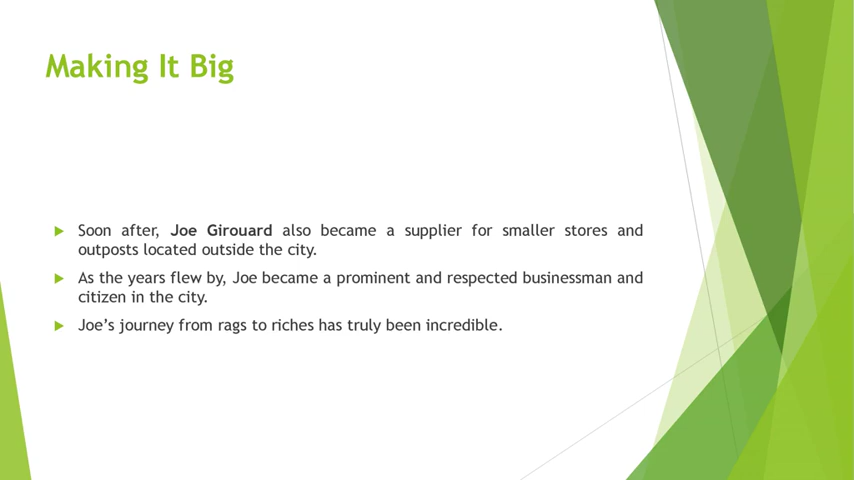 Making It Big
Soon after, Joe Girouard also became a supplier for smaller stores and
outposts located outside the city.
As the years flew by, Joe became a prominent and respected businessman and
citizen in the city.
Joe’s journey from rags to riches has truly been incredible.